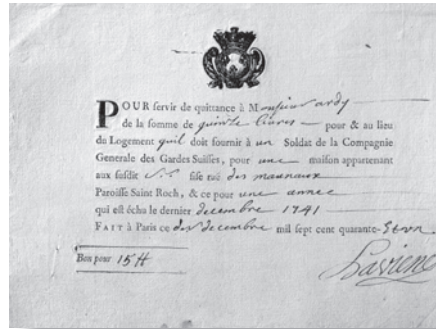 POUR servir de quittance à Monsieur ardy
de la somme de quinze Livres pour & au lieu
du Logement quil doit fournir à un Soldat de la Compagnie
Generale des Gardes Suisses, pour une maison appartenant
aux susdit Sr. sise rue des
Paroisse Saint Roch, & ce pour une année
qui est échu le dernier decembre 1741
FAIT à Paris ce decembre mil sept cent quarante-
Bon pour 15 ₶